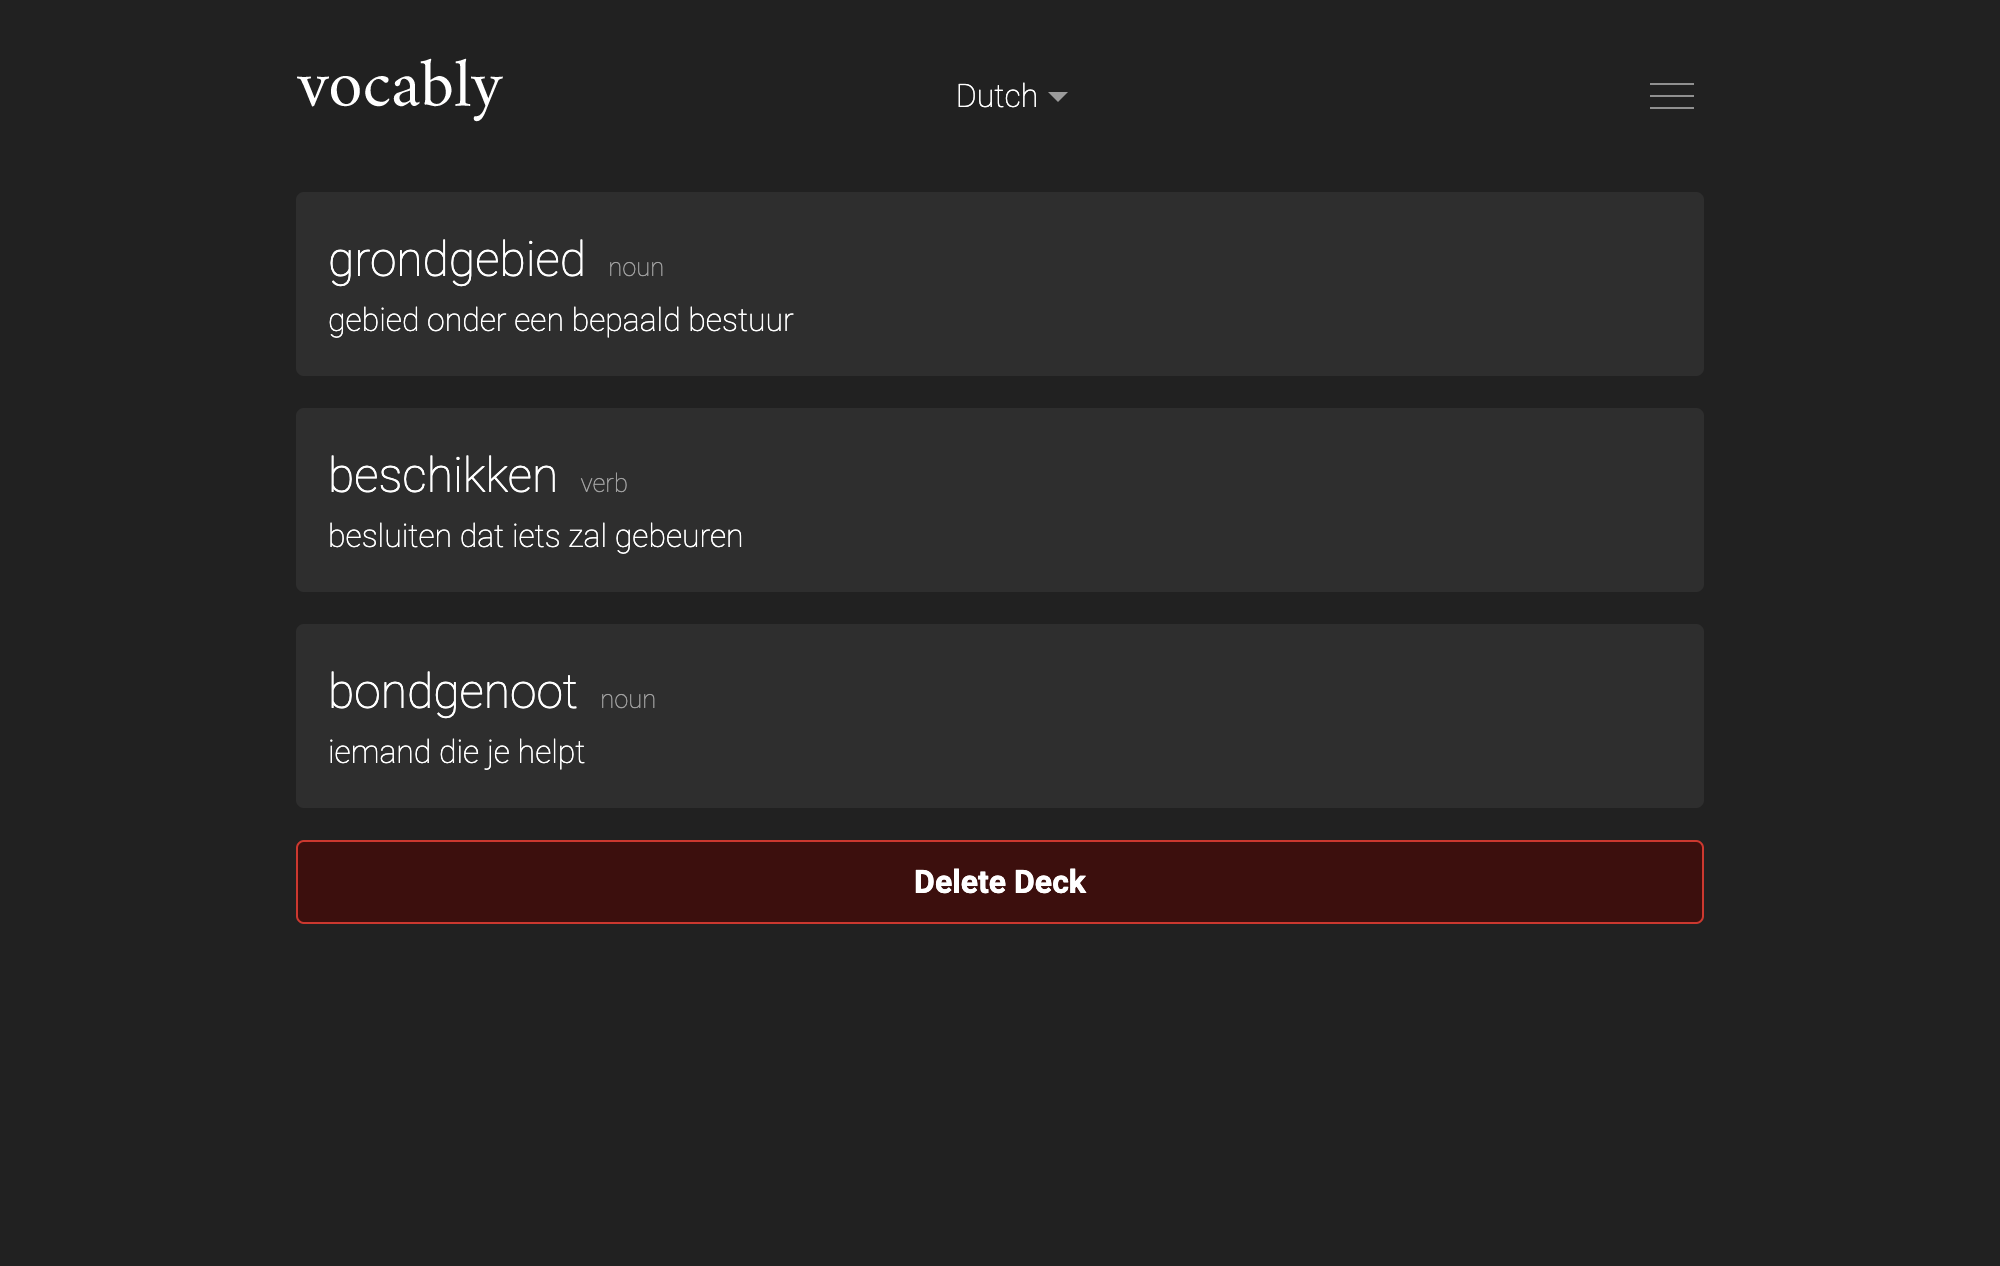 vocably
Dutch
grondgebied noun
gebied onder een bepaald bestuur
beschikken verb
besluiten dat iets zal gebeuren
bondgenoot noun
iemand die je helpt
Delete Deck